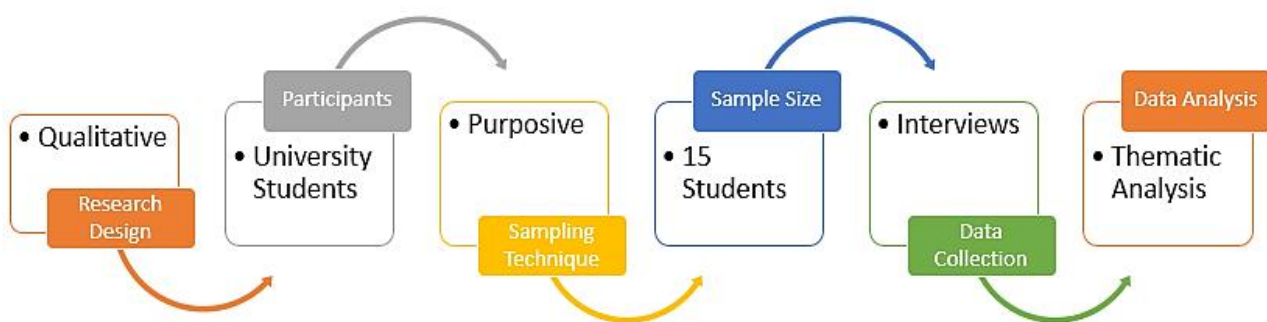 • Qualitative
Research
Design
Participants
• University
Students
• Purposive
Sampling
Technique
Sample Size
• 15
Students
• Interviews
Data
Collection
Data Analysis
• Thematic
Analysis